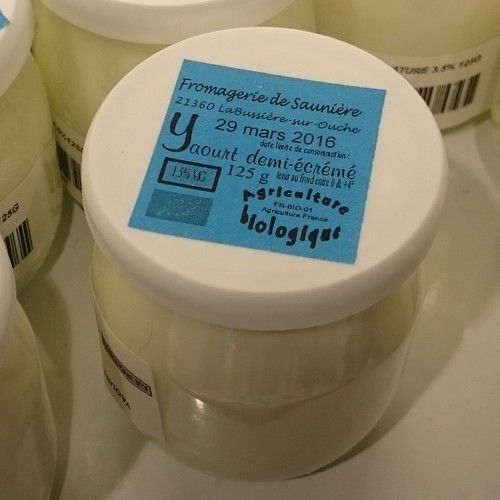 Fromagerie de Saunière
21360 LaBussière-sur-Ouche
29 mars 2016
date limite de consommation :
Yaourt demi-écrémé
1.5% MG 125 g tenir au froid entre 0 & +4°
Agriculture
FR-BIO-01
Agriculture France
biologique
ATURE 3.5% 125G
125G